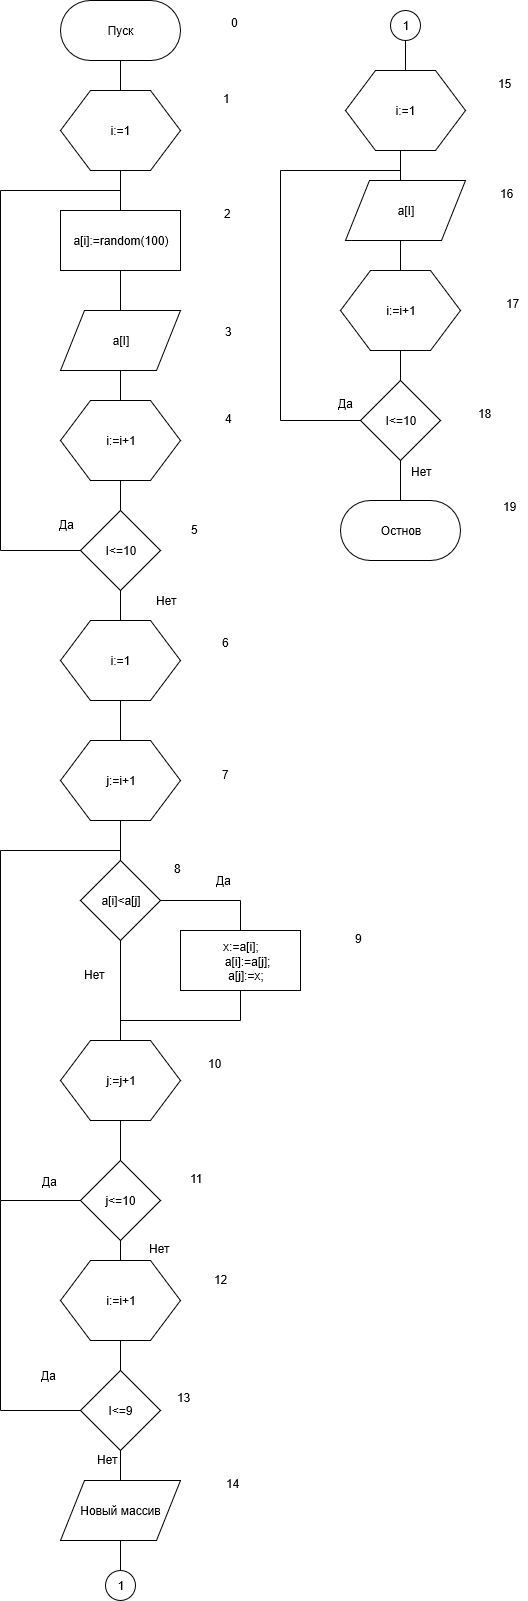 Пуск
0
i:=1
1
a[i]:=random(100)
2
a[I]
3
i:=i+1
4
Да
I<=10
5
Нет
i:=1
6
j:=i+1
7
a[i]<a[j]
8
Да
x:=a[i];
a[i]:=a[j];
a[j]:=x;
9
Нет
j:=j+1
10
Да
j<=10
11
Нет
i:=i+1
12
Да
I<=9
13
Нет
Новый массив
14
1
1
i:=1
15
a[I]
16
i:=i+1
17
Да
I<=10
18
Нет
Остнов
19